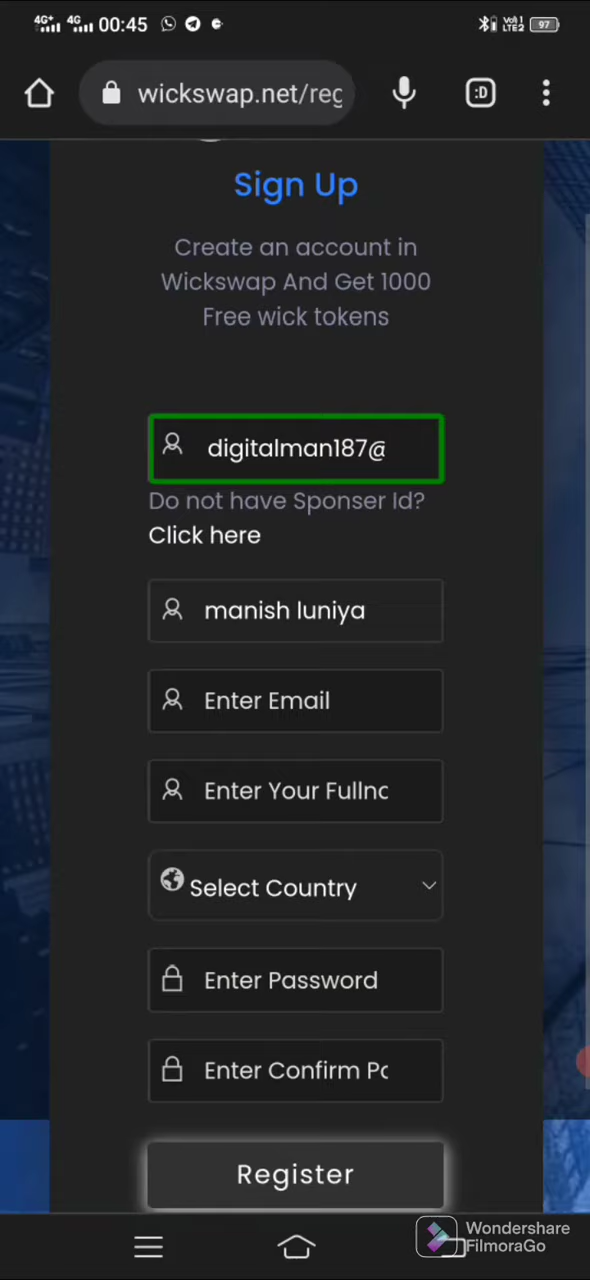 4G+ 4G 00:45 Vo)) 1 LTE2 97
wickswap.net/reg :D
Sign Up
Create an account in
Wickswap And Get 1000
Free wick tokens
digitalman187@
Do not have Sponser Id?
Click here
manish luniya
Enter Email
Enter Your Fullnc
Select Country
Enter Password
Enter Confirm Pc
Register
Wondershare
FilmoraGo